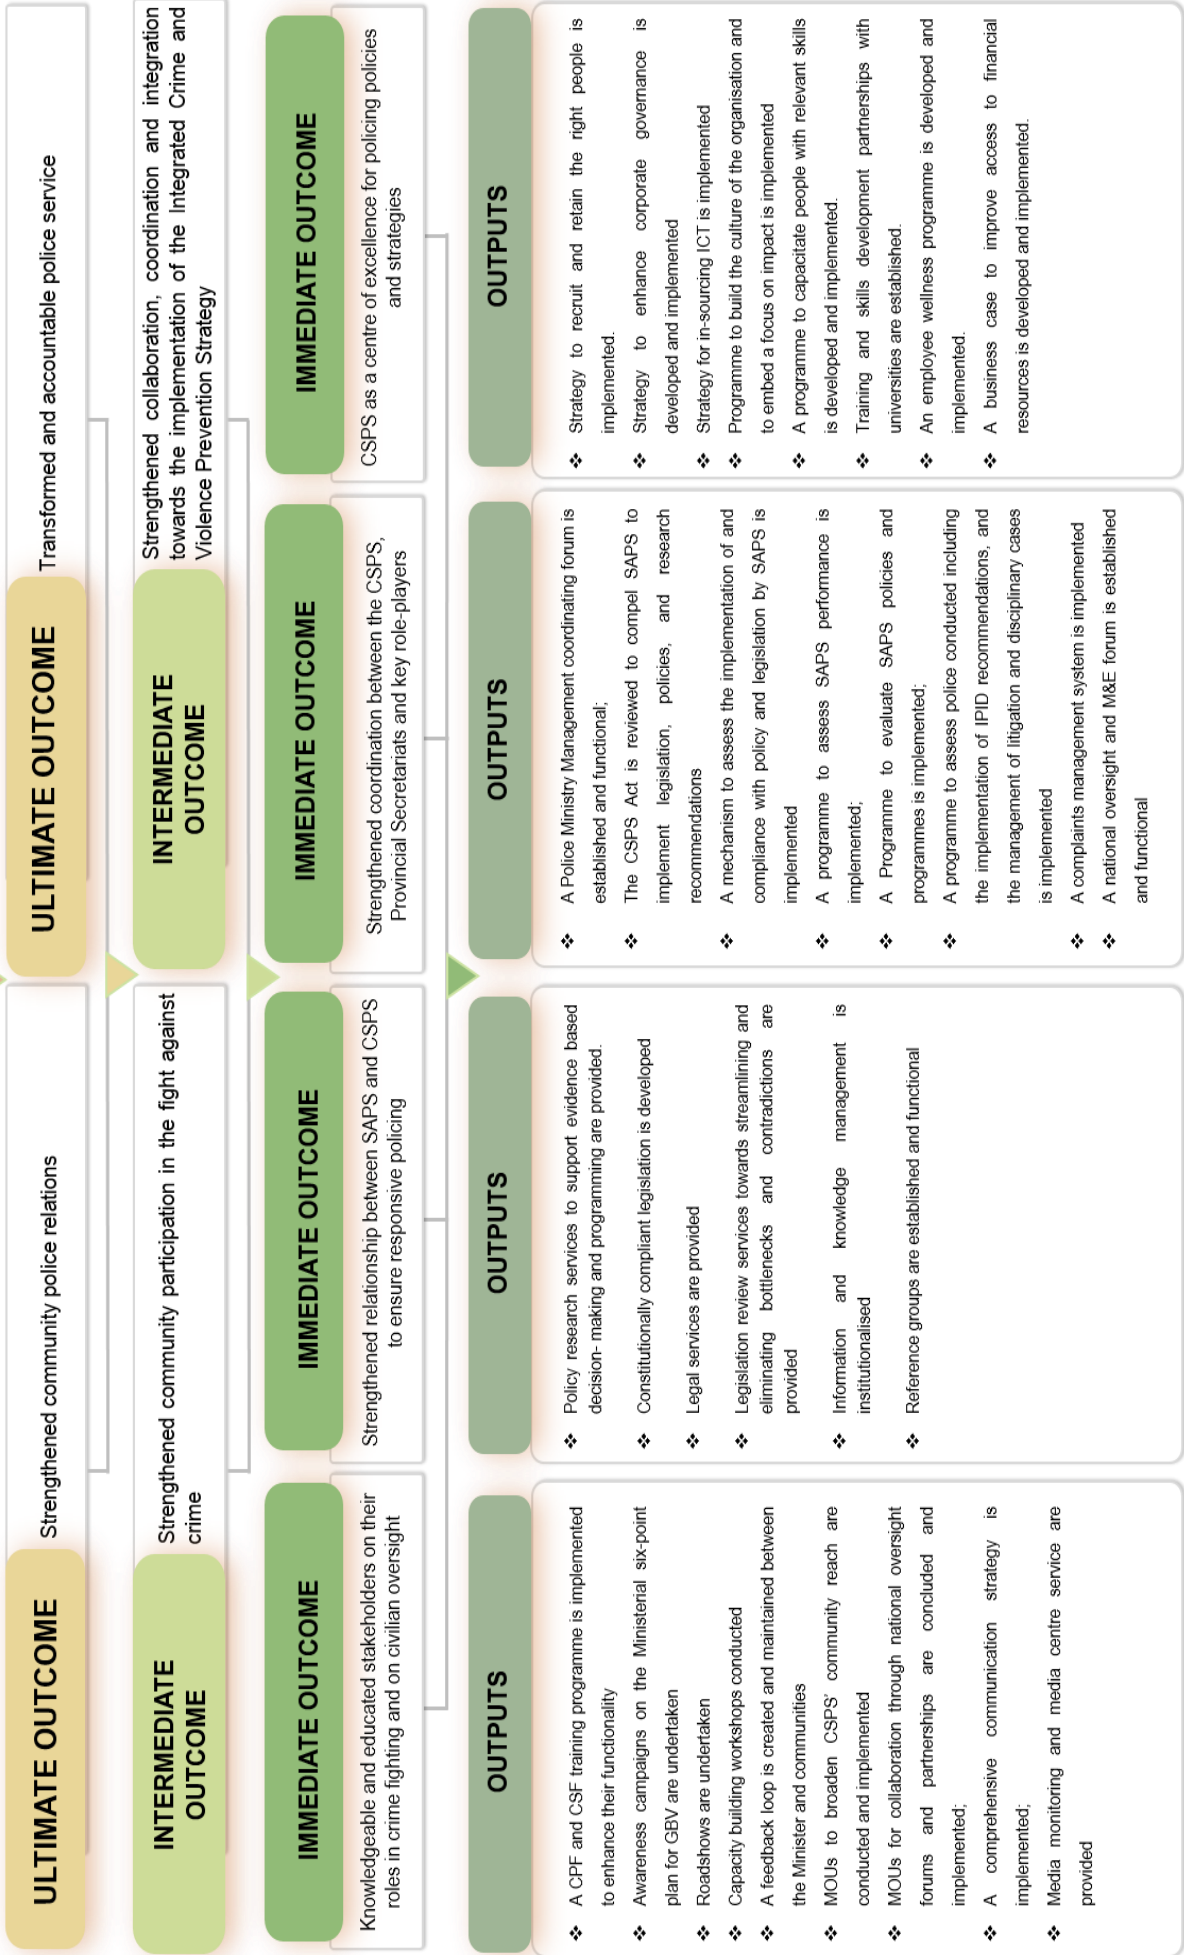 ULTIMATE OUTCOME
Strengthened community police relations
ULTIMATE OUTCOME
Transformed and accountable police service
INTERMEDIATE
OUTCOME
Strengthened community participation in the fight against
crime
INTERMEDIATE
OUTCOME
Strengthened collaboration, coordination and integration
towards the implementation of the Integrated Crime and
Violence Prevention Strategy
IMMEDIATE OUTCOME
Knowledgeable and educated stakeholders on their
roles in crime fighting and on civilian oversight
IMMEDIATE OUTCOME
Strengthened relationship between SAPS and CSPS
to ensure responsive policing
IMMEDIATE OUTCOME
Strengthened coordination between the CSPS,
Provincial Secretariats and key role-players
IMMEDIATE OUTCOME
CSPS as a centre of excellence for policing policies
and strategies
OUTPUTS
❖ A CPF and CSF training programme is implemented
to enhance their functionality
❖ Awareness campaigns on the Ministerial six-point
plan for GBV are undertaken
❖ Roadshows are undertaken
❖ Capacity building workshops conducted
❖ A feedback loop is created and maintained between
the Minister and communities
❖ MOUs to broaden CSPS' community reach are
conducted and implemented
❖ MOUs for collaboration through national oversight
forums and partnerships are concluded and
implemented;
❖ A comprehensive communication strategy is
implemented;
❖ Media monitoring and media centre service are
provided
OUTPUTS
❖ Policy research services to support evidence based
decision- making and programming are provided.
❖ Constitutionally compliant legislation is developed
❖ Legal services are provided
❖ Legislation review services towards streamlining and
eliminating bottlenecks and contradictions are
provided
❖ Information and knowledge management is
institutionalised
❖ Reference groups are established and functional
OUTPUTS
❖ A Police Ministry Management coordinating forum is
established and functional;
❖ The CSPS Act is reviewed to compel SAPS to
implement legislation, policies, and research
recommendations
❖ A mechanism to assess the implementation of and
compliance with policy and legislation by SAPS is
implemented
❖ A programme to assess SAPS performance is
implemented;
❖ A Programme to evaluate SAPS policies and
programmes is implemented;
❖ A programme to assess police conducted including
the implementation of IPID recommendations, and
the management of litigation and disciplinary cases
is implemented
❖ A complaints management system is implemented
❖ A national oversight and M&E forum is established
and functional
OUTPUTS
❖ Strategy to recruit and retain the right people is
implemented.
❖ Strategy to enhance corporate governance is
developed and implemented
❖ Strategy for in-sourcing ICT is implemented
❖ Programme to build the culture of the organisation and
to embed a focus on impact is implemented
❖ A programme to capacitate people with relevant skills
is developed and implemented.
❖ Training and skills development partnerships with
universities are established.
❖ An employee wellness programme is developed and
implemented.
❖ A business case to improve access to financial
resources is developed and implemented.